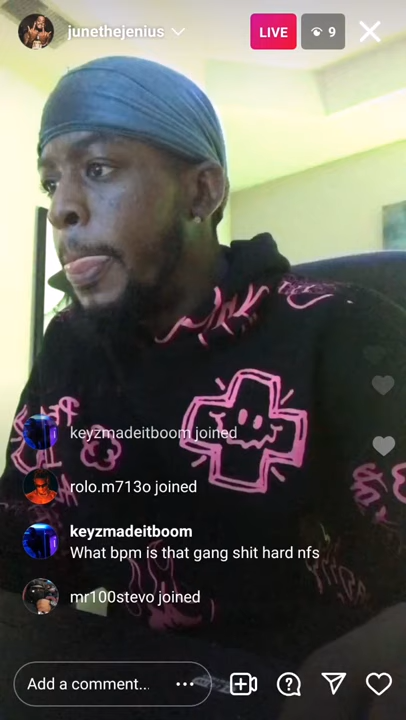 junethejenius
LIVE
9
keyzmadeitboom joined
rolo.m713o joined
keyzmadeitboom
What bpm is that gang shit hard nfs
mr100stevo joined
Add a comment...